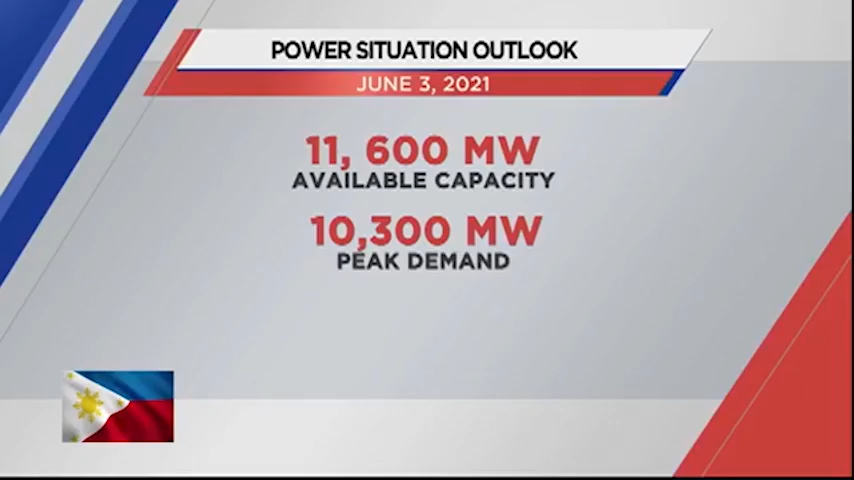 POWER SITUATION OUTLOOK
JUNE 3, 2021
11, 600 MW
AVAILABLE CAPACITY
10,300 MW
PEAK DEMAND